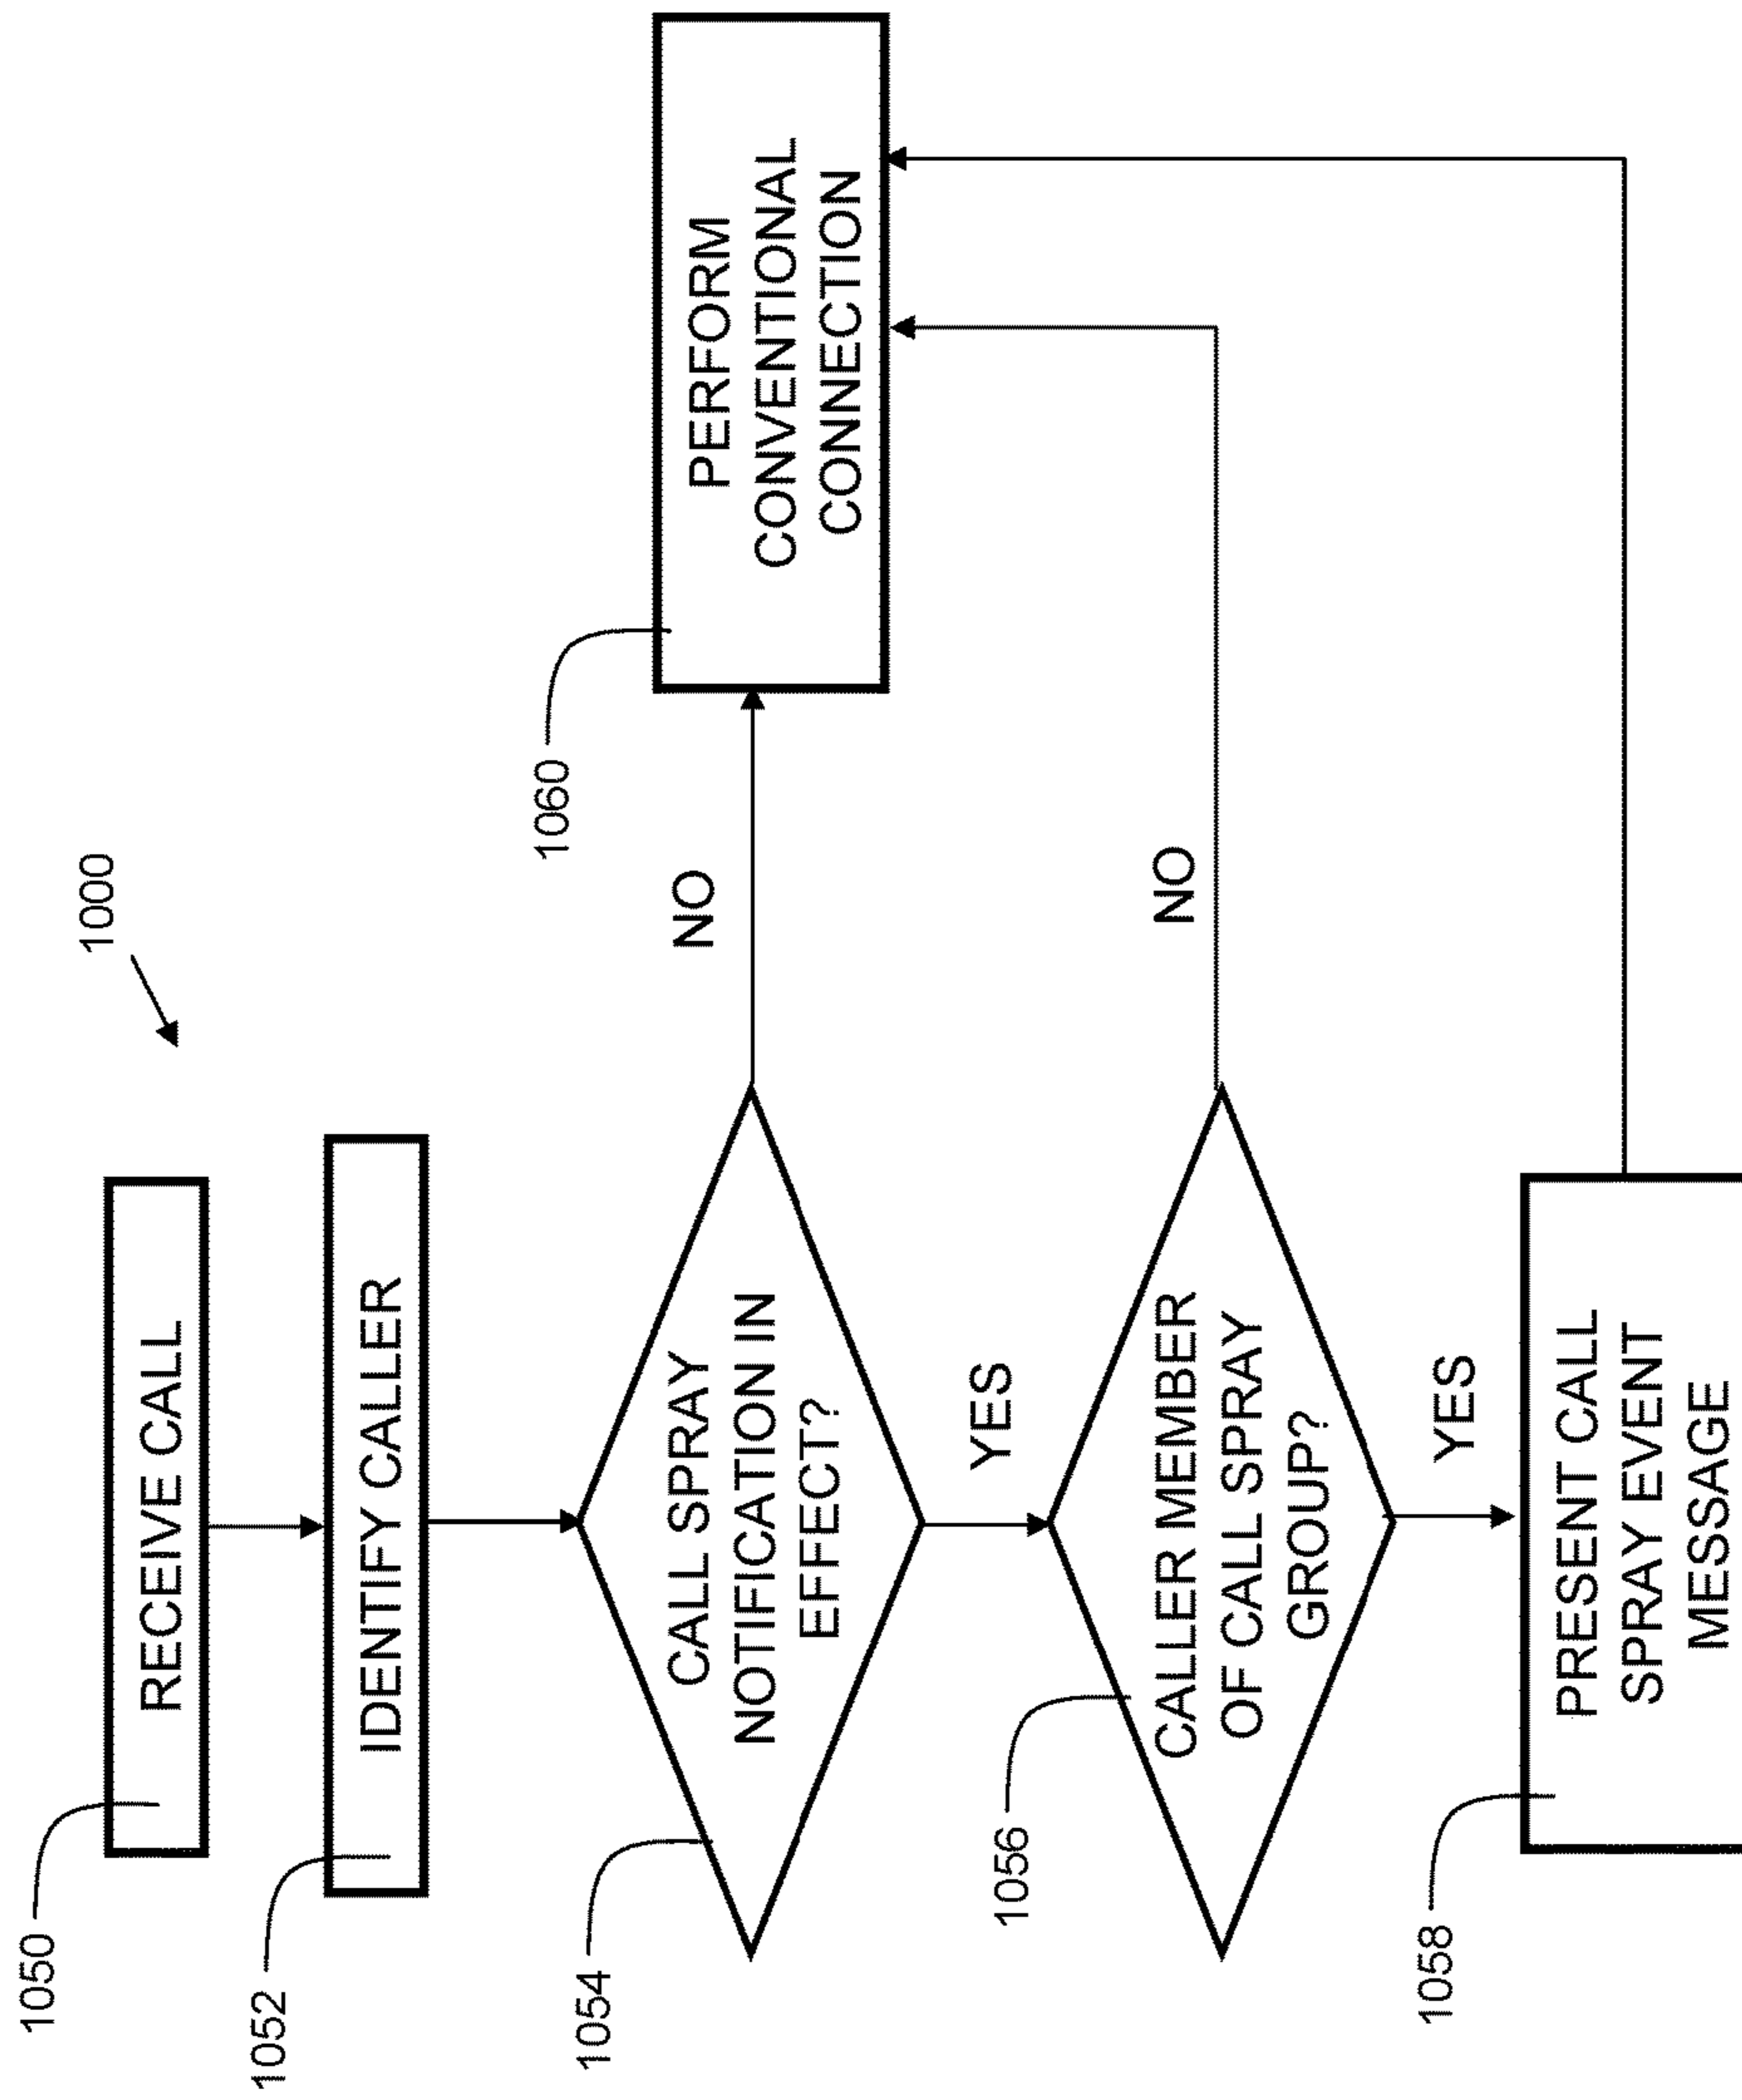 1000
1050
RECEIVE CALL
1052
IDENTIFY CALLER
1054
CALL SPRAY
NOTIFICATION IN
EFFECT?
NO
1060
PERFORM
CONVENTIONAL
CONNECTION
YES
1056
CALLER MEMBER
OF CALL SPRAY
GROUP?
NO
YES
1058
PRESENT CALL
SPRAY EVENT
MESSAGE